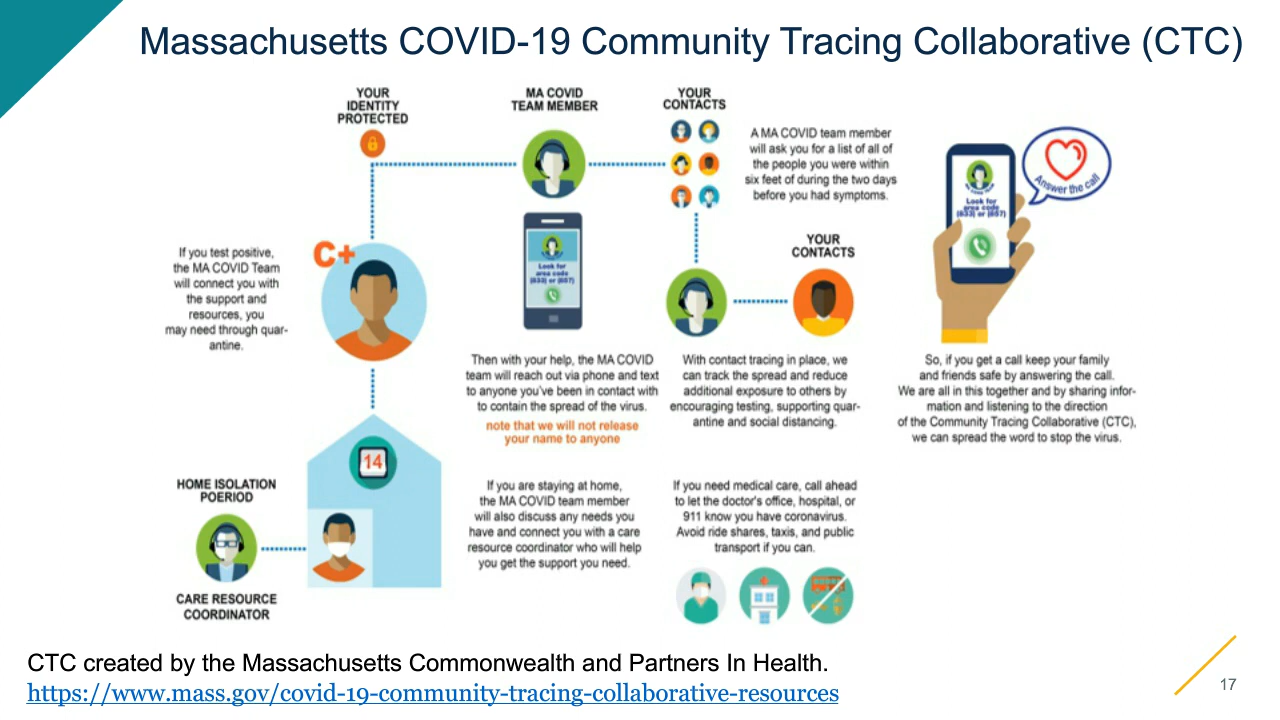 Massachusetts COVID-19 Community Tracing Collaborative (CTC)
YOUR
IDENTITY
PROTECTED
MA COVID
TEAM MEMBER
YOUR
CONTACTS
A MA COVID team member
will ask you for a list of all of
the people you were within
six feet of during the two days
before you had symptoms.
Answer the call
Look for
area code
(833) or (857)
If you test positive,
the MA COVID Team
will connect you with
the support and
resources, you
may need through quar-
antine.
C+
Look for
area code
(833) or (857)
YOUR
CONTACTS
Then with your help, the MA COVID
team will reach out via phone and text
to anyone you've been in contact with
to contain the spread of the virus.
note that we will not release
your name to anyone
With contact tracing in place, we
can track the spread and reduce
additional exposure to others by
encouraging testing, supporting quar-
antine and social distancing.
So, if you get a call keep your family
and friends safe by answering the call.
We are all in this together and by sharing infor-
mation and listening to the direction
of the Community Tracing Collaborative (CTC),
we can spread the word to stop the virus.
14
HOME ISOLATION
POERIOD
CARE RESOURCE
COORDINATOR
If you are staying at home,
the MA COVID team member
will also discuss any needs you
have and connect you with a care
resource coordinator who will help
you get the support you need.
If you need medical care, call ahead
to let the doctor's office, hospital, or
911 know you have coronavirus.
Avoid ride shares, taxis, and public
transport if you can.
CTC created by the Massachusetts Commonwealth and Partners In Health.
https://www.mass.gov/covid-19-community-tracing-collaborative-resources
17